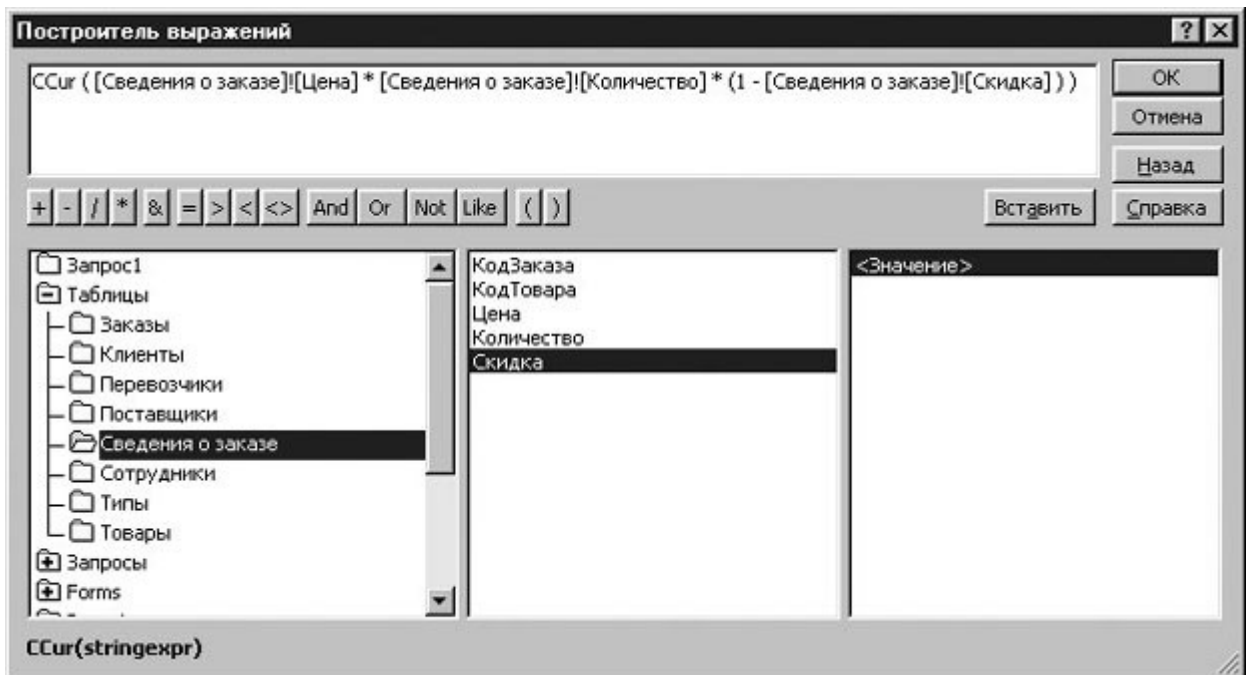 Построитель выражений
CCur ( [Сведения о заказе]![Цена] * [Сведения о заказе]![Количество] * (1 - [Сведения о заказе]![Скидка] ) )
OK
Отмена
Назад
+ - / * & = > < <> And Or Not Like ( )
Вставить
Справка
Запрос1
Таблицы
Заказы
Клиенты
Перевозчики
Поставщики
Сведения о заказе
Сотрудники
Типы
Товары
Запросы
Forms
КодЗаказа
КодТовара
Цена
Количество
Скидка
<Значение>
CCur(stringexpr)